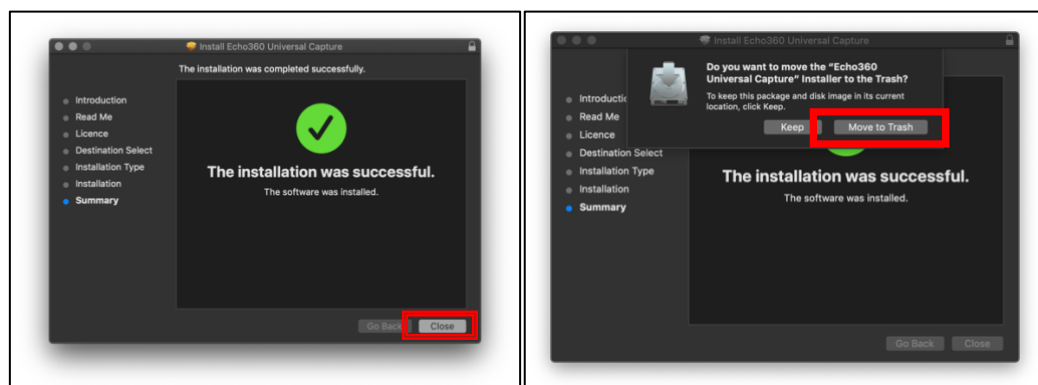 Install Echo360 Universal Capture
The installation was completed successfully.
Introduction
Read Me
Licence
Destination Select
Installation Type
Installation
Summary
The installation was successful.
The software was installed.
Go Back
Close
Install Echo360 Universal Capture
Do you want to move the “Echo360
Universal Capture” Installer to the Trash?
To keep this package and disk image in its current
location, click Keep.
Keep
Move to Trash
Introductic
Read Me
Licence
Destination Select
Installation Type
Installation
Summary
The installation was successful.
The software was installed.
Go Back
Close